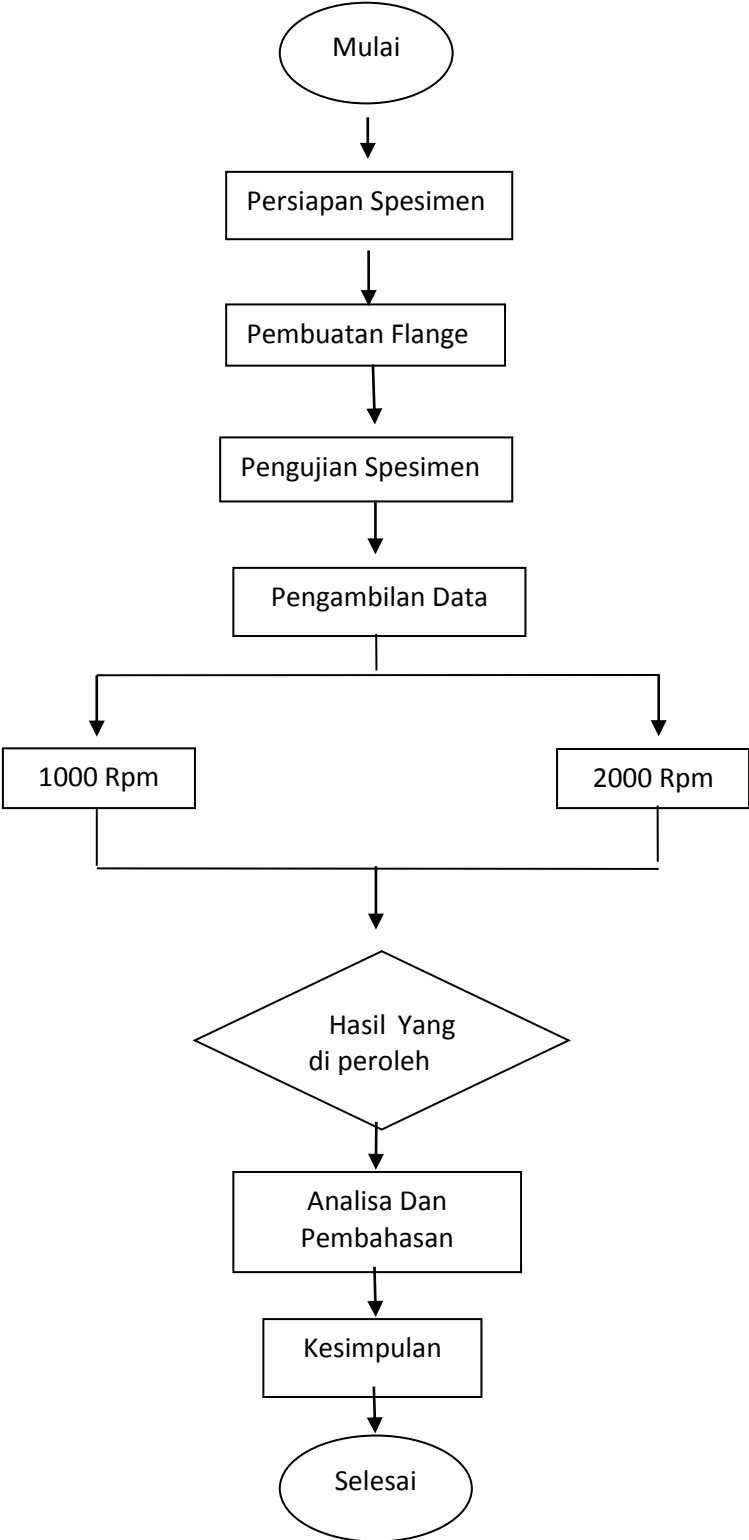 Mulai
Persiapan Spesimen
Pembuatan Flange
Pengujian Spesimen
Pengambilan Data
1000 Rpm
2000 Rpm
Hasil Yang
di peroleh
Analisa Dan
Pembahasan
Kesimpulan
Selesai